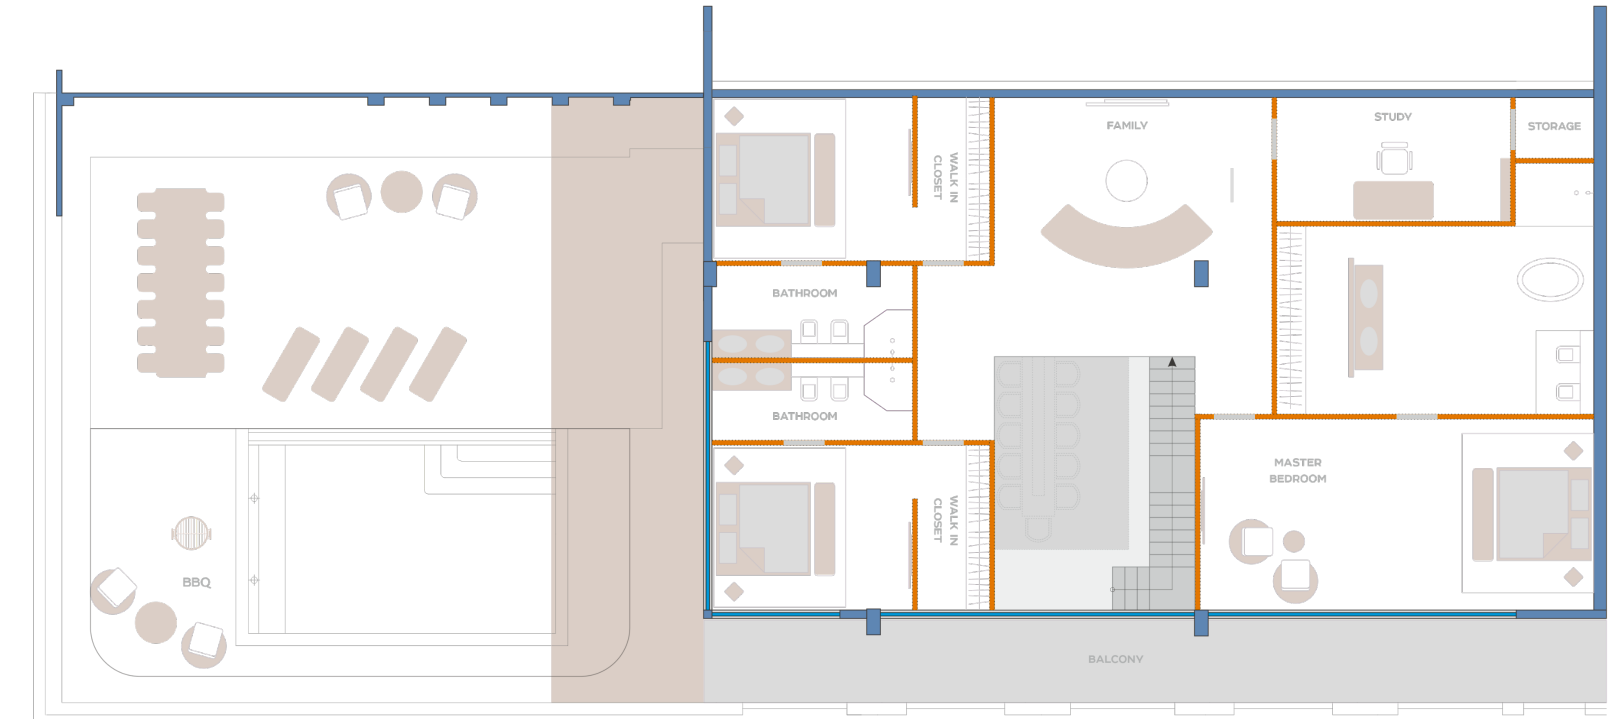 FAMILY
STUDY
STORAGE
WALK IN
CLOSET
BATHROOM
BATHROOM
WALK IN
CLOSET
MASTER
BEDROOM
BBQ
BALCONY